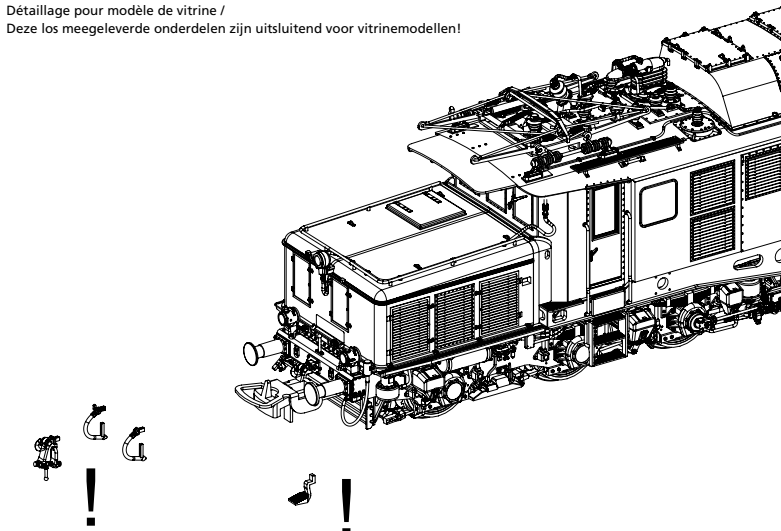 Détaillage pour modèle de vitrine /
Deze los meegeleverde onderdelen zijn uitsluitend voor vitrinemodellen!
!
!